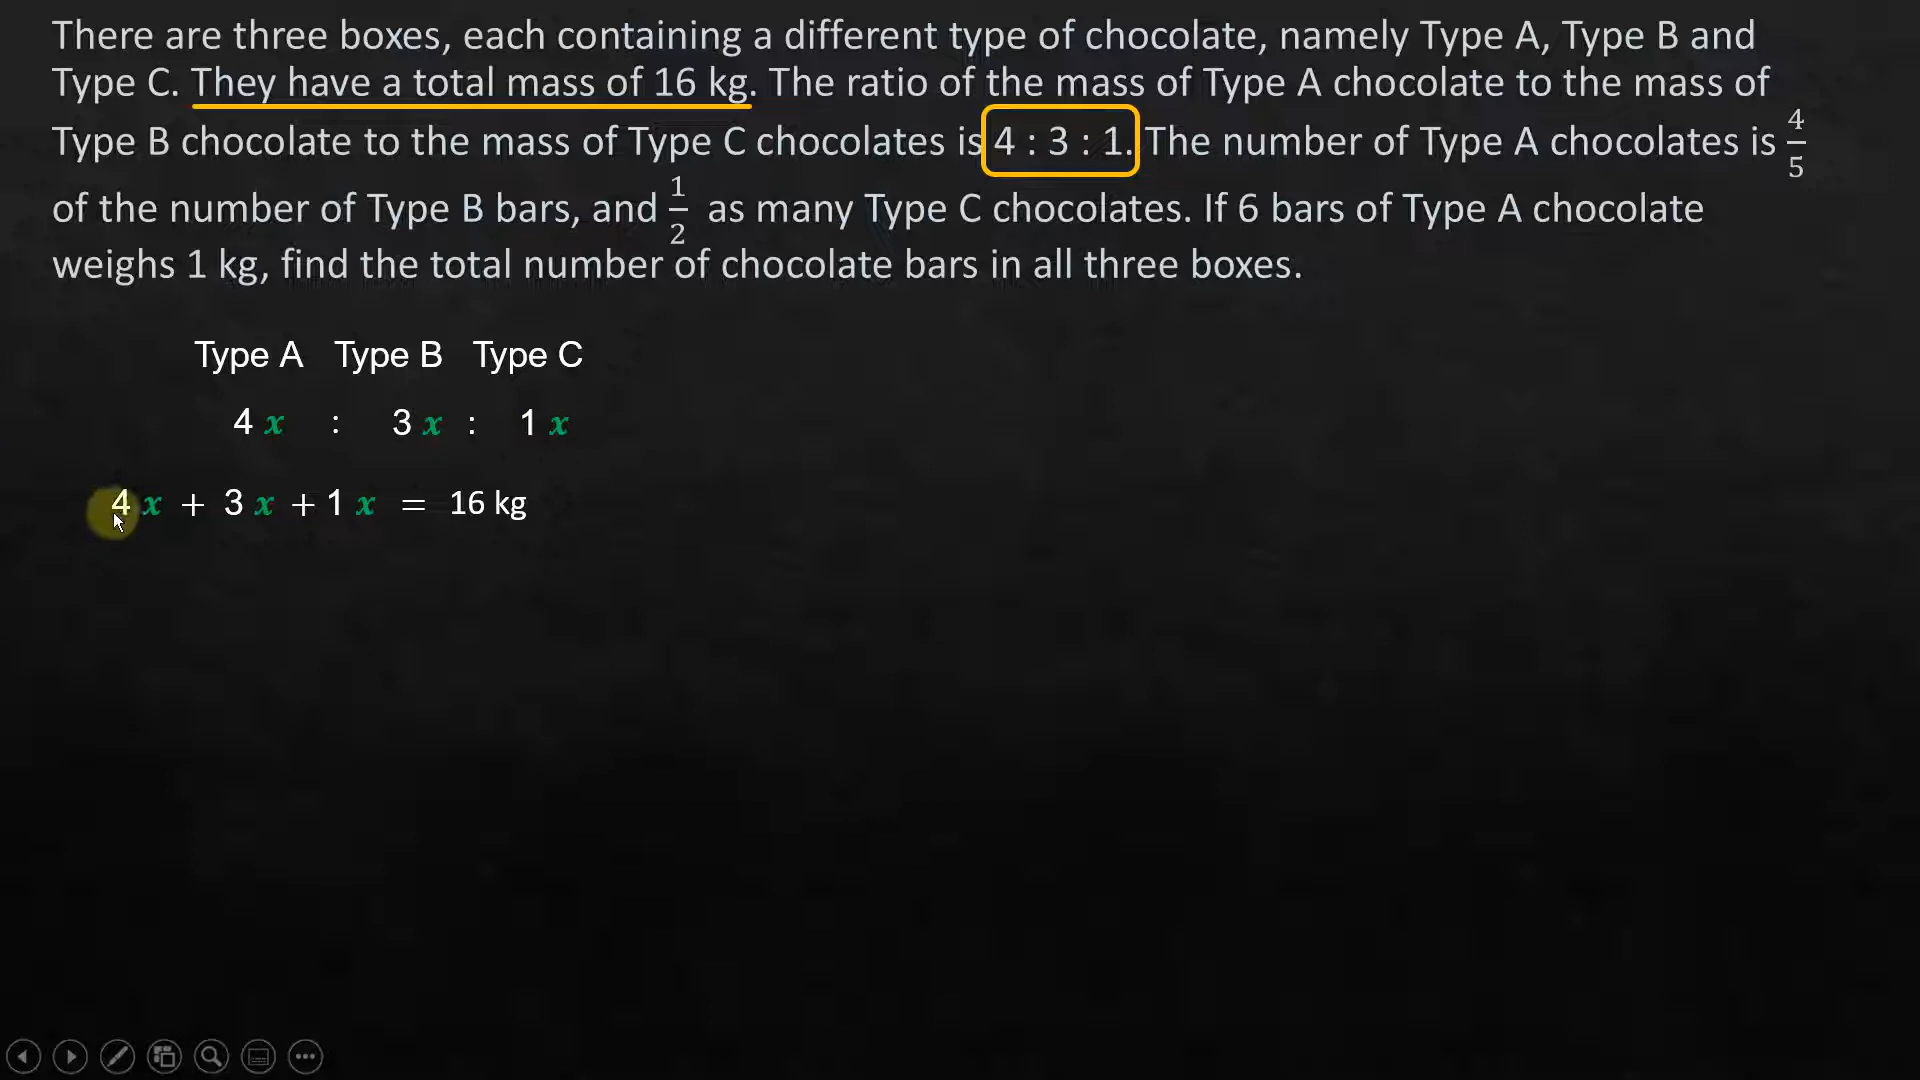 There are three boxes, each containing a different type of chocolate, namely Type A, Type B and
Type C. They have a total mass of 16 kg. The ratio of the mass of Type A chocolate to the mass of
Type B chocolate to the mass of Type C chocolates is 4 : 3 : 1. The number of Type A chocolates is 4/5
of the number of Type B bars, and 1/2 as many Type C chocolates. If 6 bars of Type A chocolate
weighs 1 kg, find the total number of chocolate bars in all three boxes.
Type A Type B Type C
4 x : 3 x : 1 x
4 x + 3 x + 1 x = 16 kg